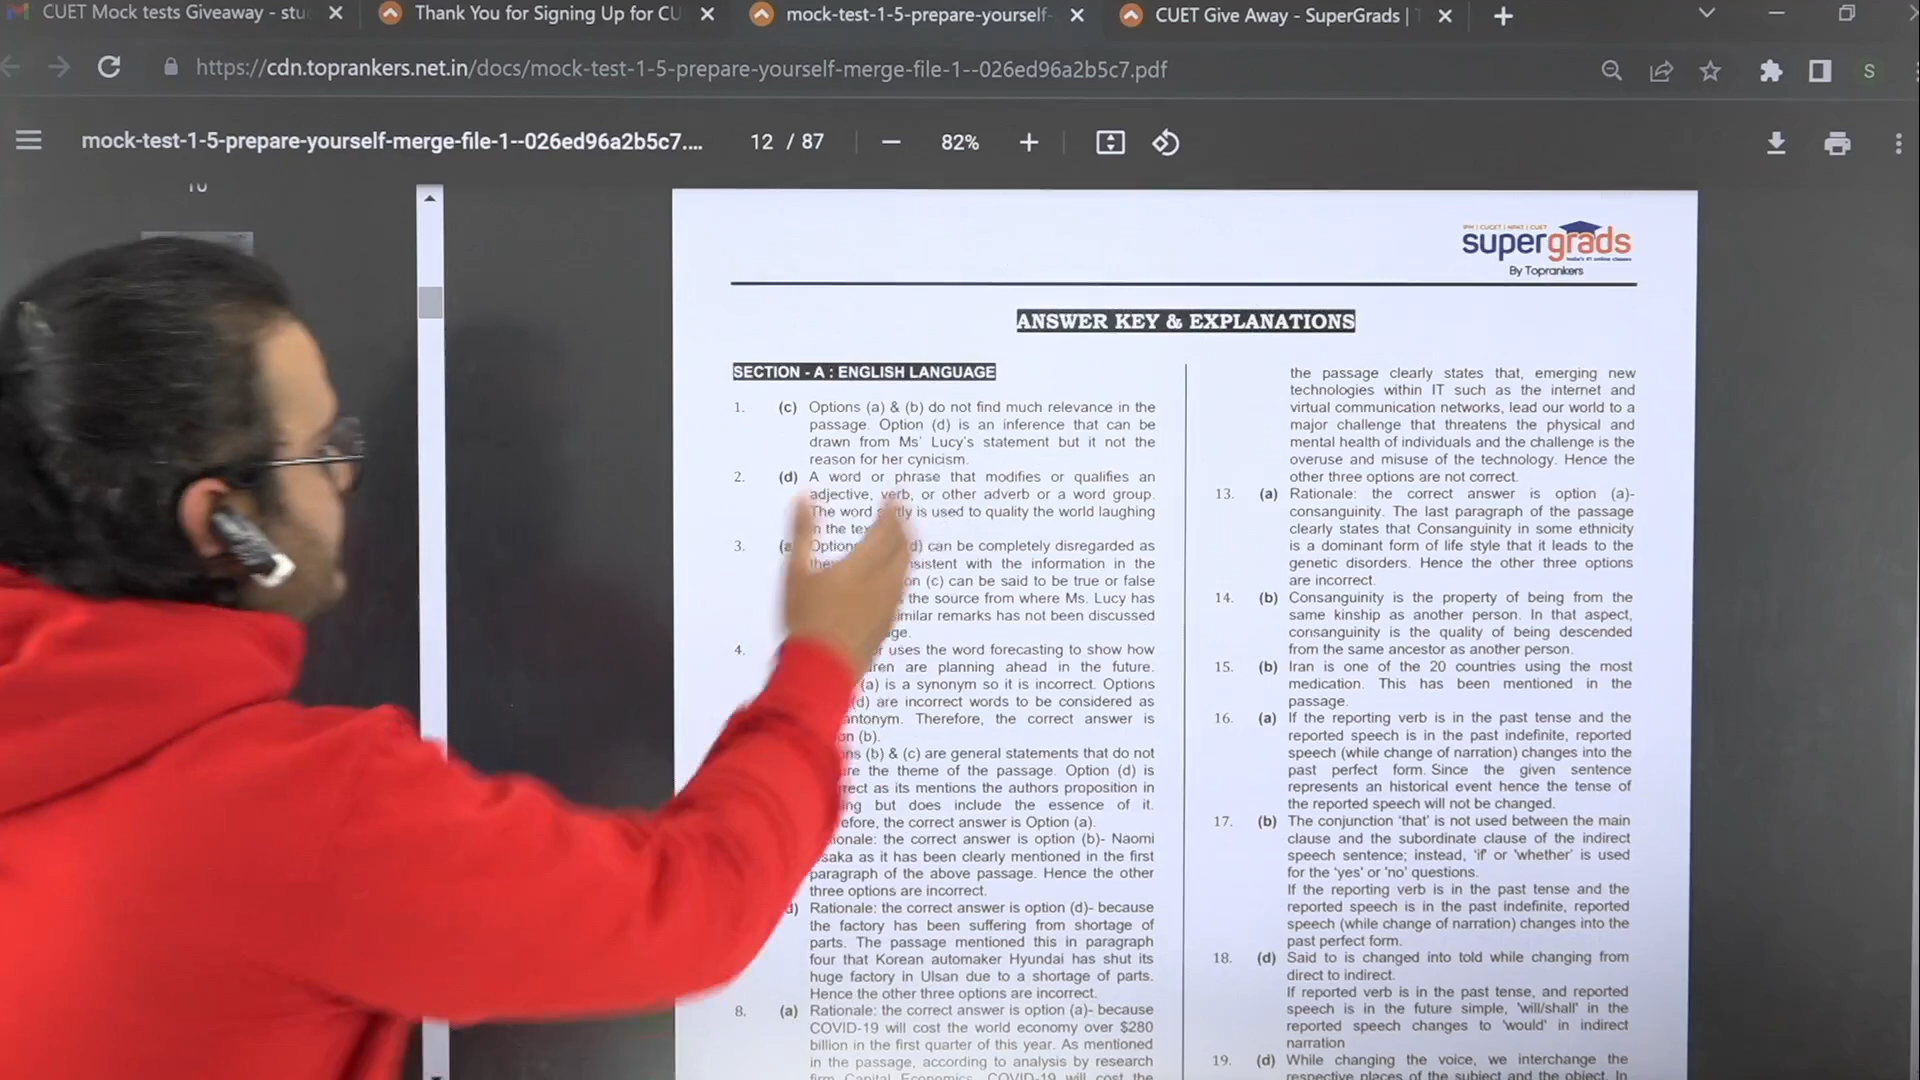 CUET Mock tests Giveaway - stu
Thank You for Signing Up for CU
mock-test-1-5-prepare-yourself-
CUET Give Away - SuperGrads |
https://cdn.toprankers.net.in/docs/mock-test-1-5-prepare-yourself-merge-file-1--026ed96a2b5c7.pdf
S
mock-test-1-5-prepare-yourself-merge-file-1--026ed96a2b5c7....
12 / 87
82%
supergrads
By Toprankers
ANSWER KEY & EXPLANATIONS
SECTION - A : ENGLISH LANGUAGE
1. (c) Options (a) & (b) do not find much relevance in the
passage. Option (d) is an inference that can be
drawn from Ms' Lucy's statement but it not the
reason for her cynicism.
2. (d) A word or phrase that modifies or qualifies an
adjective, verb, or other adverb or a word group.
The word is used to quality the world laughing
in the
3. Option (d) can be completely disregarded as
with the information in the
(c) can be said to be true or false
the source from where Ms. Lucy has
similar remarks has not been discussed
4. uses the word forecasting to show how
are planning ahead in the future.
(a) is a synonym so it is incorrect. Options
(d) are incorrect words to be considered as
antonym. Therefore, the correct answer is
(b).
(b) & (c) are general statements that do not
the theme of the passage. Option (d) is
as its mentions the authors proposition in
but does include the essence of it.
the correct answer is Option (a).
the correct answer is option (b)- Naomi
as it has been clearly mentioned in the first
paragraph of the above passage. Hence the other
three options are incorrect.
Rationale: the correct answer is option (d)- because
the factory has been suffering from shortage of
parts. The passage mentioned this in paragraph
four that Korean automaker Hyundai has shut its
huge factory in Ulsan due to a shortage of parts.
Hence the other three options are incorrect.
8. (a) Rationale: the correct answer is option (a)- because
COVID-19 will cost the world economy over $280
billion in the first quarter of this year. As mentioned
in the passage, according to analysis by research
firm Capital Economics, COVID-19 will cost the
the passage clearly states that, emerging new
technologies within IT such as the internet and
virtual communication networks, lead our world to a
major challenge that threatens the physical and
mental health of individuals and the challenge is the
overuse and misuse of the technology. Hence the
other three options are not correct.
13. (a) Rationale: the correct answer is option (a)-
consanguinity. The last paragraph of the passage
clearly states that Consanguinity in some ethnicity
is a dominant form of life style that it leads to the
genetic disorders. Hence the other three options
are incorrect.
14. (b) Consanguinity is the property of being from the
same kinship as another person. In that aspect,
consanguinity is the quality of being descended
from the same ancestor as another person.
15. (b) Iran is one of the 20 countries using the most
medication. This has been mentioned in the
passage.
16. (a) If the reporting verb is in the past tense and the
reported speech is in the past indefinite, reported
speech (while change of narration) changes into the
past perfect form. Since the given sentence
represents an historical event hence the tense of
the reported speech will not be changed.
17. (b) The conjunction 'that' is not used between the main
clause and the subordinate clause of the indirect
speech sentence; instead, 'if' or 'whether' is used
for the 'yes' or 'no' questions.
If the reporting verb is in the past tense and the
reported speech is in the past indefinite, reported
speech (while change of narration) changes into the
past perfect form.
18. (d) Said to is changed into told while changing from
direct to indirect.
If reported verb is in the past tense, and reported
speech is in the future simple, 'will/shall' in the
reported speech changes to 'would' in indirect
narration
19. (d) While changing the voice, we interchange the
respective places of the subject and the object. In